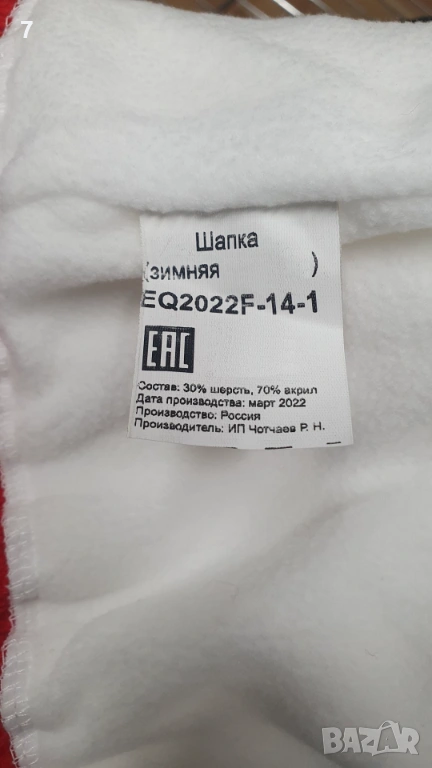 7
Шапка
(зимняя )
EQ2022F-14-1
EAC
Состав: 30% шерсть, 70% акрил
Дата производства: март 2022
Производство: Россия
Производитель: ИП Чотчаев Р. Н.
BAZAR